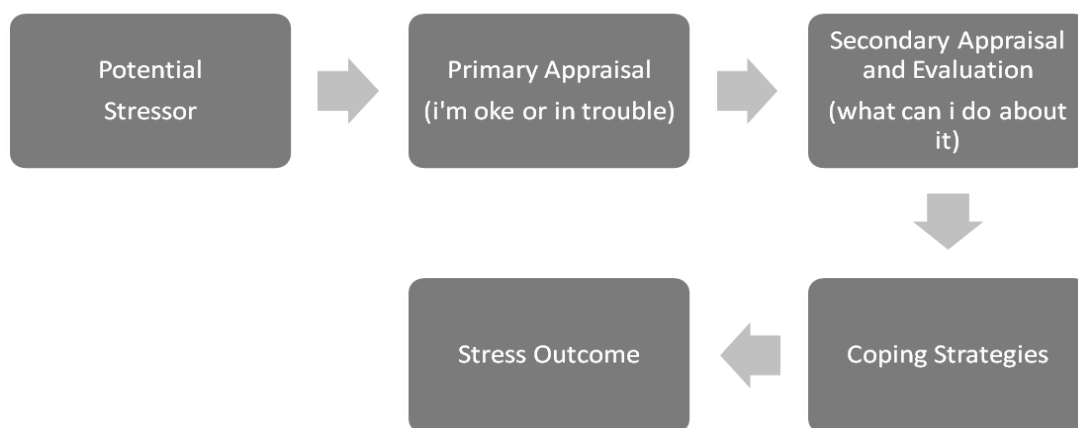 Potential
Stressor
Primary Appraisal
(i'm oke or in trouble)
Secondary Appraisal
and Evaluation
(what can i do about
it)
Stress Outcome
Coping Strategies